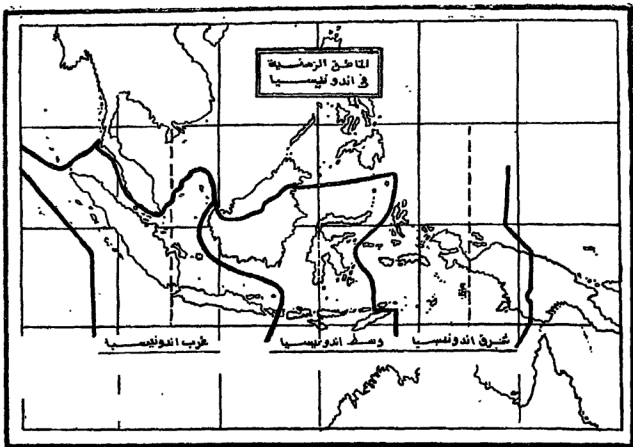 المناطق الزمنية
في اندونيسيا
شرق اندونيسيا
وسط اندونيسيا
غرب اندونيسيا